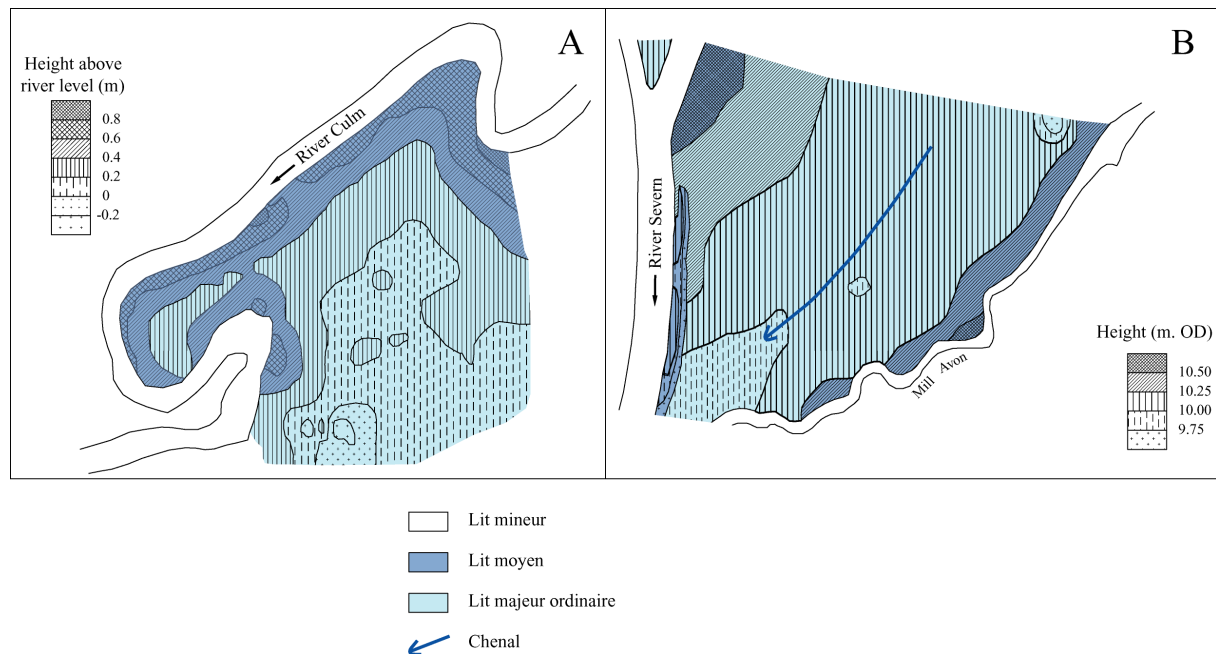 A
Height above
river level (m)
0.8
0.6
0.4
0.2
0
-0.2
River Culm
B
River Severn
Mill Avon
Height (m. OD)
10.50
10.25
10.00
9.75
Lit mineur
Lit moyen
Lit majeur ordinaire
Chenal